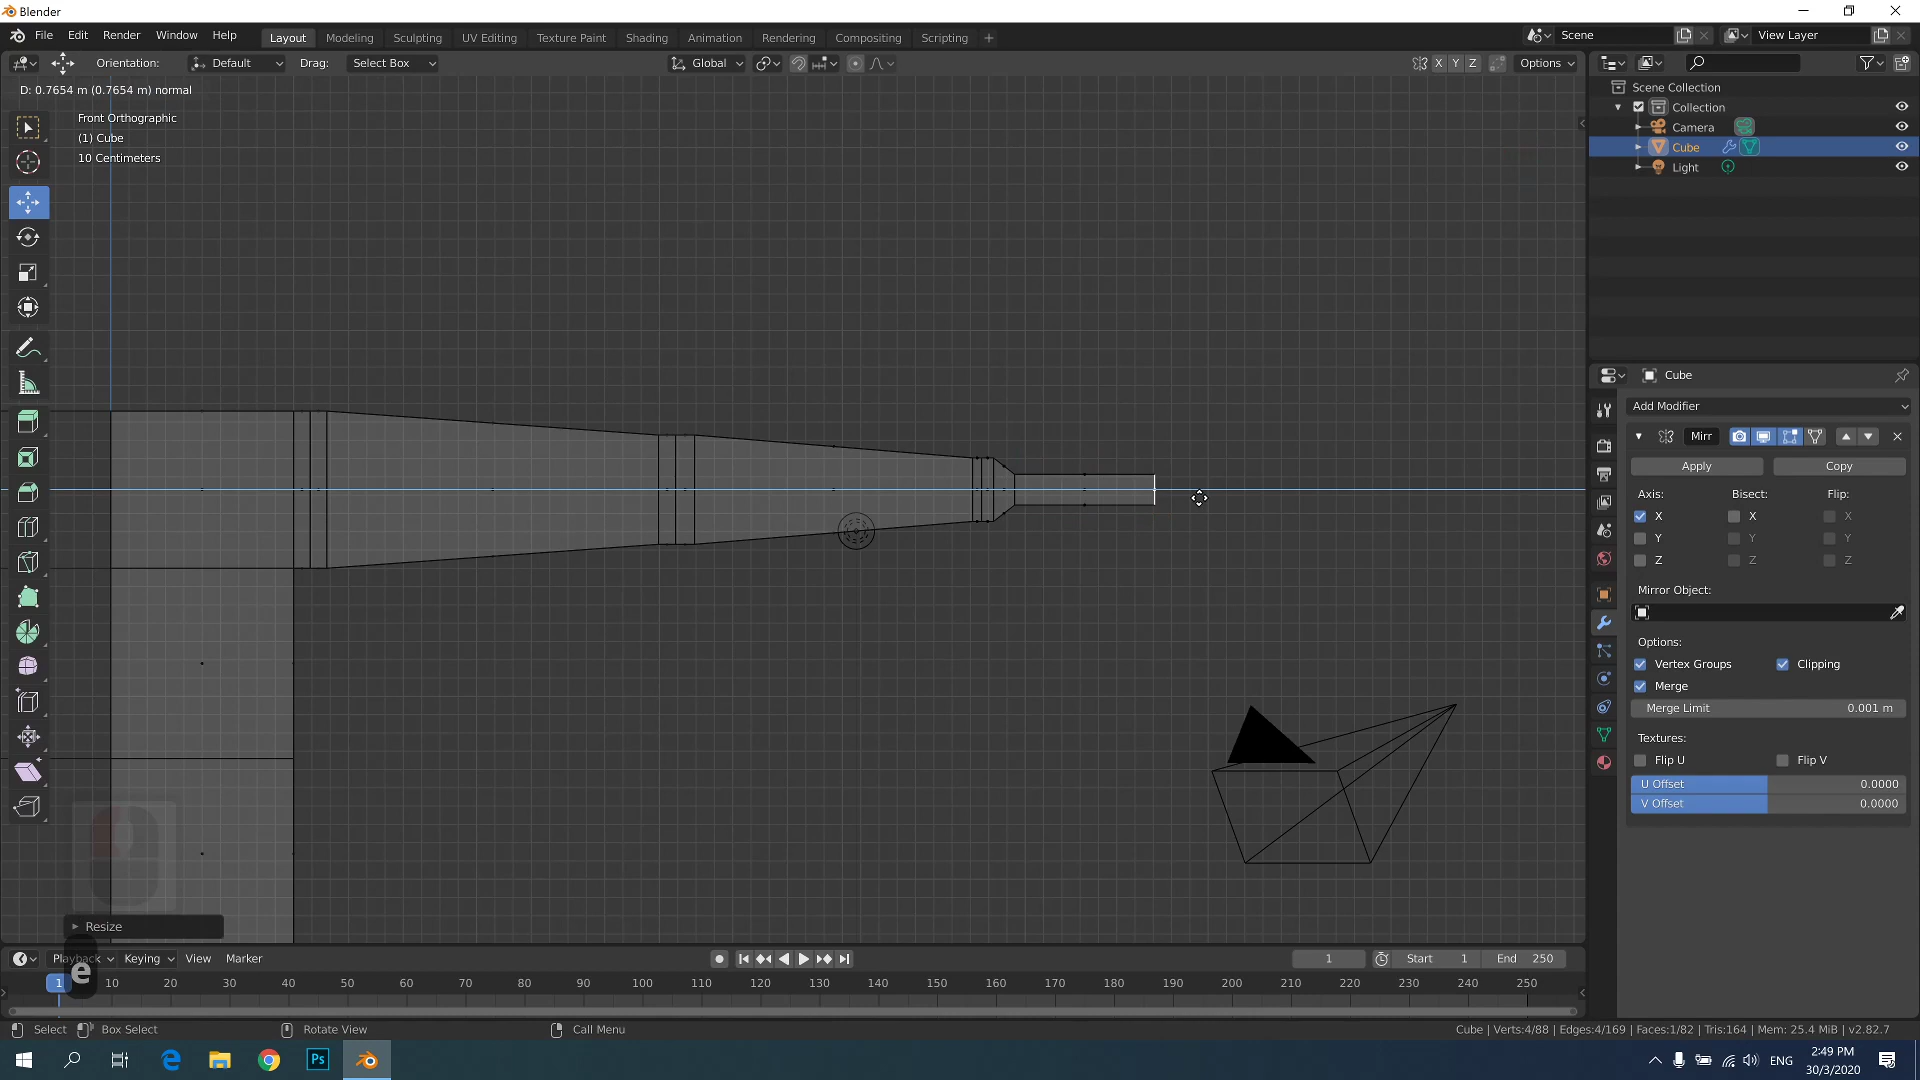 Blender
File Edit Render Window Help Layout Modeling Sculpting UV Editing Texture Paint Shading Animation Rendering Compositing Scripting + Scene View Layer
Orientation: Default Drag: Select Box Global X Y Z Options
D: 0.7654 m (0.7654 m) normal
Front Orthographic
(1) Cube
10 Centimeters
Scene Collection
Collection
Camera
Cube
Light
Cube
Add Modifier
Mirr
Apply Copy
Axis: Bisect: Flip:
X X X
Y Y Y
Z Z Z
Mirror Object:
Options:
Vertex Groups Clipping
Merge
Merge Limit 0.001 m
Textures:
Flip U Flip V
U Offset 0.0000
V Offset 0.0000
Resize
e
Playback Keying View Marker 1 Start 1 End 250
1 10 20 30 40 50 60 70 80 90 100 110 120 130 140 150 160 170 180 190 200 210 220 230 240 250
Select Box Select Rotate View Call Menu Cube | Verts:4/88 | Edges:4/169 | Faces:1/82 | Tris:164 | Mem: 25.4 MiB | v2.82.7
Ps ENG 2:49 PM
30/3/2020